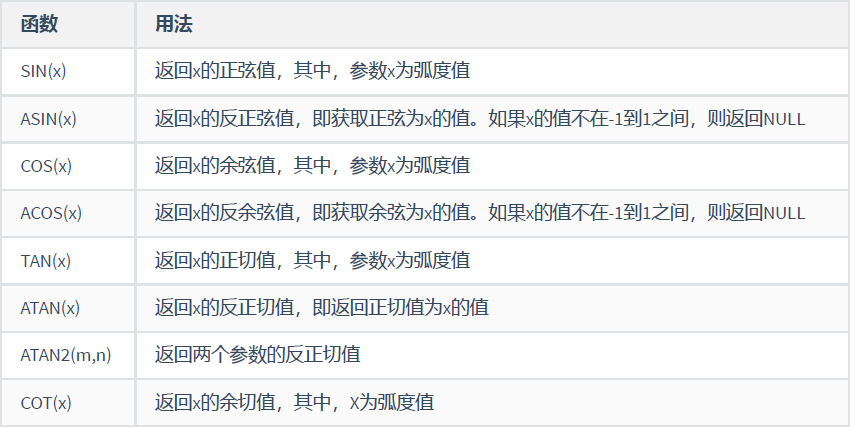 函数 用法
SIN(x) 返回x的正弦值，其中，参数x为弧度值
ASIN(x) 返回x的反正弦值，即获取正弦为x的值。如果x的值不在-1到1之间，则返回NULL
COS(x) 返回x的余弦值，其中，参数x为弧度值
ACOS(x) 返回x的反余弦值，即获取余弦为x的值。如果x的值不在-1到1之间，则返回NULL
TAN(x) 返回x的正切值，其中，参数x为弧度值
ATAN(x) 返回x的反正切值，即返回正切值为x的值
ATAN2(m,n) 返回两个参数的反正切值
COT(x) 返回x的余切值，其中，X为弧度值